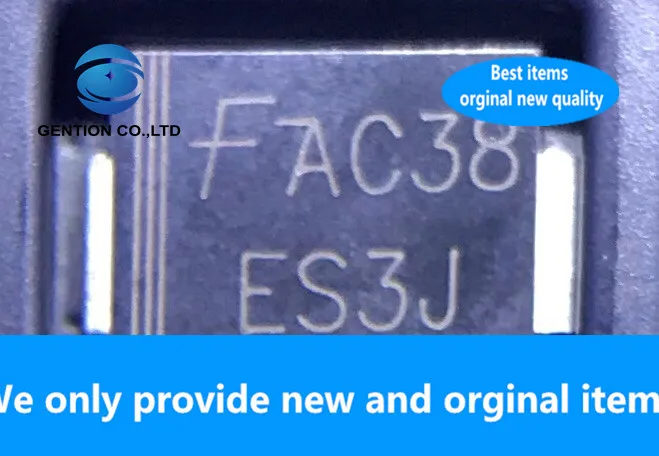 Best items
orginal new quality
GENTION CO.,LTD
FAC38
ES3J
We only provide new and orginal item